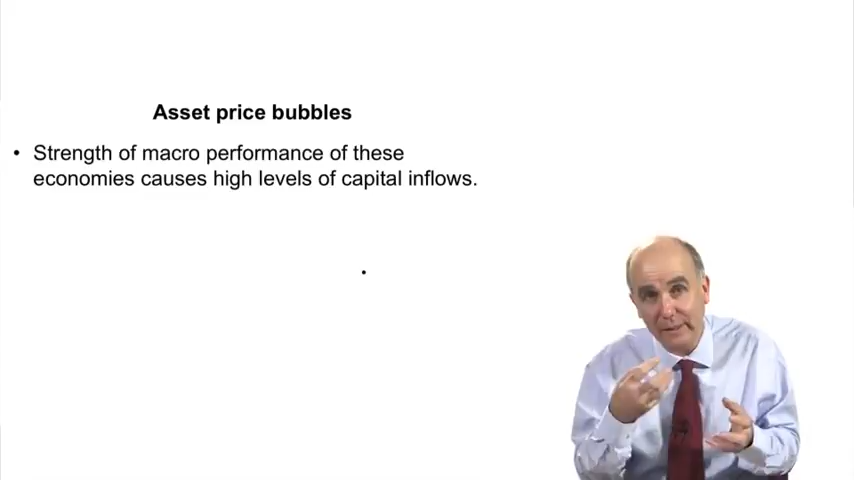 Asset price bubbles
• Strength of macro performance of these
economies causes high levels of capital inflows.